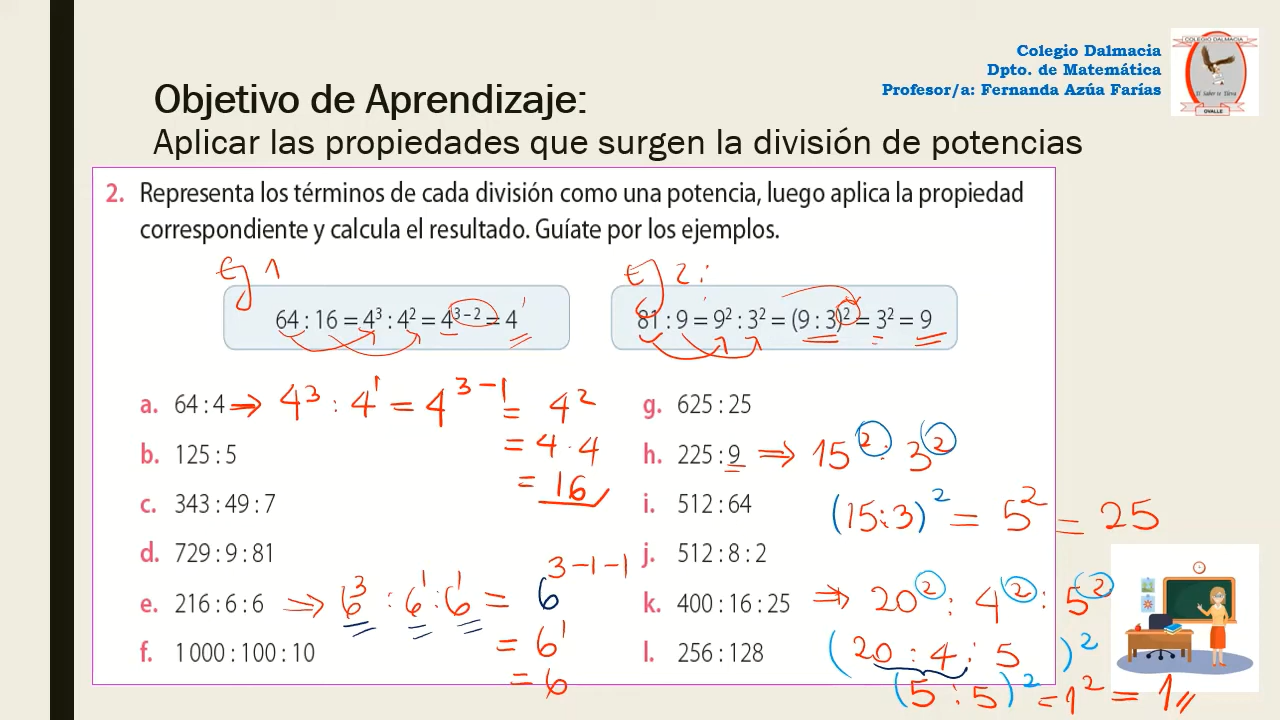 Colegio Dalmacia
Dpto. de Matemática
Profesor/a: Fernanda Azúa Farías
COLEGIO DALMACIA
OVALLE
Objetivo de Aprendizaje:
Aplicar las propiedades que surgen la división de potencias
2. Representa los términos de cada división como una potencia, luego aplica la propiedad
correspondiente y calcula el resultado. Guíate por los ejemplos.
Ej 1
64 : 16 = 4³ : 4² = 4³⁻² = 4¹
Ej 2:
81 : 9 = 9² : 3² = (9 : 3)² = 3² = 9
a. 64 : 4 ⇒ 4³ : 4¹ = 4³⁻¹ = 4²
= 4 · 4
= 16
b. 125 : 5
c. 343 : 49 : 7
d. 729 : 9 : 81
e. 216 : 6 : 6 ⇒ 6³ : 6¹ : 6¹ = 6³⁻¹⁻¹
= 6¹
= 6
f. 1 000 : 100 : 10
g. 625 : 25
h. 225 : 9 ⇒ 15² : 3²
(15 : 3)² = 5² = 25
i. 512 : 64
j. 512 : 8 : 2
k. 400 : 16 : 25 ⇒ 20² : 4² : 5²
(20 : 4 : 5)²
(5 : 5)² = 1² = 1
l. 256 : 128